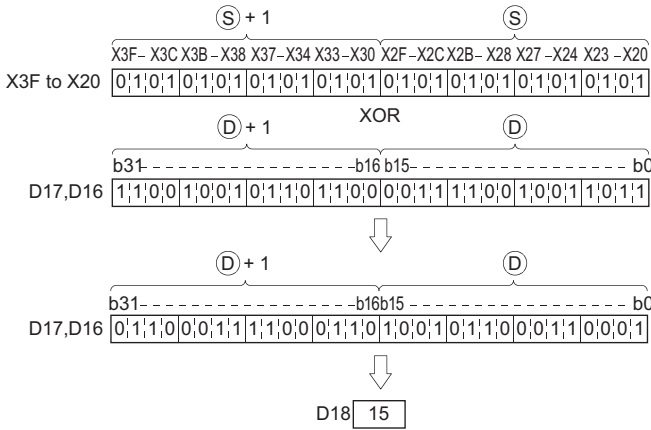 Ⓢ + 1 Ⓢ
X3F– X3C X3B – X38 X37– X34 X33 – X30 X2F –X2C X2B– X28 X27 –X24 X23 –X20
X3F to X20 0 1 0 1 0 1 0 1 0 1 0 1 0 1 0 1 0 1 0 1 0 1 0 1 0 1 0 1 0 1 0 1
XOR
Ⓓ + 1 Ⓓ
b31 b16 b15 b0
D17,D16 1 1 0 0 1 0 0 1 0 1 1 0 1 1 0 0 0 0 1 1 1 1 0 0 1 0 0 1 1 0 1 1
Ⓓ + 1 Ⓓ
b31 b16 b15 b0
D17,D16 0 1 1 0 0 0 1 1 1 1 0 0 0 1 1 0 1 0 0 1 0 1 1 0 0 0 1 1 0 0 0 1
D18 15